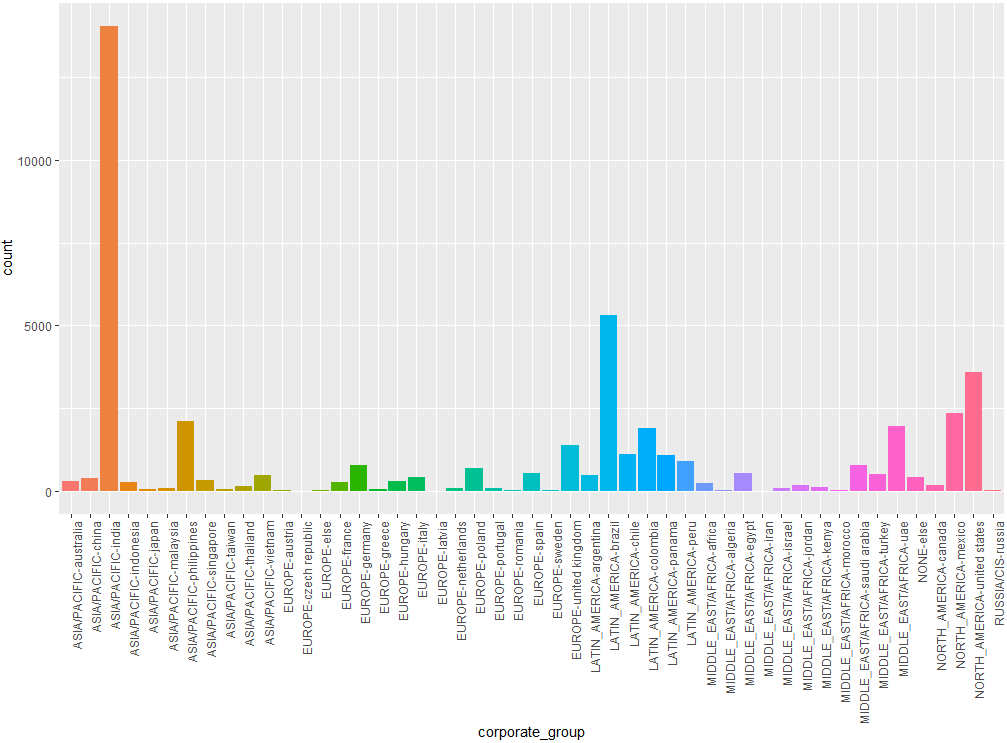 count
10000
5000
0
ASIA/PACIFIC-australia
ASIA/PACIFIC-china
ASIA/PACIFIC-india
ASIA/PACIFIC-indonesia
ASIA/PACIFIC-japan
ASIA/PACIFIC-malaysia
ASIA/PACIFIC-philippines
ASIA/PACIFIC-singapore
ASIA/PACIFIC-taiwan
ASIA/PACIFIC-thailand
ASIA/PACIFIC-vietnam
EUROPE-austria
EUROPE-czech republic
EUROPE-else
EUROPE-france
EUROPE-germany
EUROPE-greece
EUROPE-hungary
EUROPE-italy
EUROPE-latvia
EUROPE-netherlands
EUROPE-poland
EUROPE-portugal
EUROPE-romania
EUROPE-spain
EUROPE-sweden
EUROPE-united kingdom
LATIN_AMERICA-argentina
LATIN_AMERICA-brazil
LATIN_AMERICA-chile
LATIN_AMERICA-colombia
LATIN_AMERICA-panama
LATIN_AMERICA-peru
MIDDLE_EAST/AFRICA-africa
MIDDLE_EAST/AFRICA-algeria
MIDDLE_EAST/AFRICA-egypt
MIDDLE_EAST/AFRICA-iran
MIDDLE_EAST/AFRICA-israel
MIDDLE_EAST/AFRICA-jordan
MIDDLE_EAST/AFRICA-kenya
MIDDLE_EAST/AFRICA-morocco
MIDDLE_EAST/AFRICA-saudi arabia
MIDDLE_EAST/AFRICA-turkey
MIDDLE_EAST/AFRICA-uae
NONE-else
NORTH_AMERICA-canada
NORTH_AMERICA-mexico
NORTH_AMERICA-united states
RUSSIA/CIS-russia
corporate_group